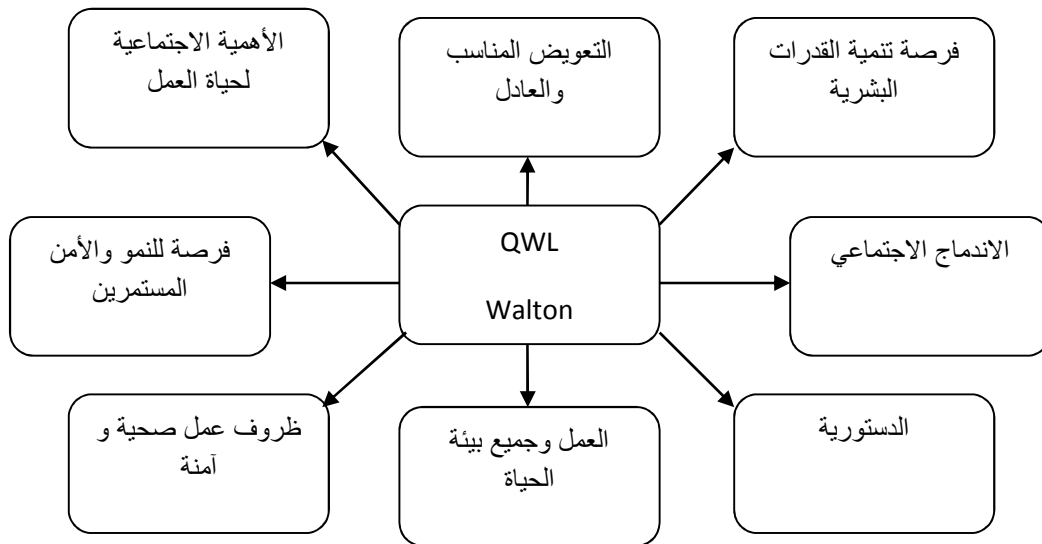 فرصة تنمية القدرات
البشرية
التعويض المناسب
والعادل
الأهمية الاجتماعية
لحياة العمل
الاندماج الاجتماعي
QWL
Walton
فرصة للنمو والأمن
المستمرين
الدستورية
العمل وجميع بيئة
الحياة
ظروف عمل صحية و
آمنة